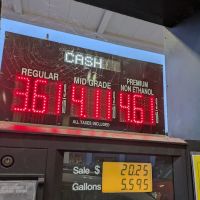 CASH
REGULAR MID GRADE PREMIUM
NON ETHANOL
3.61 4.11 4.61
ALL TAXES INCLUDED
Sale $ 20.25
Gallons 5.595